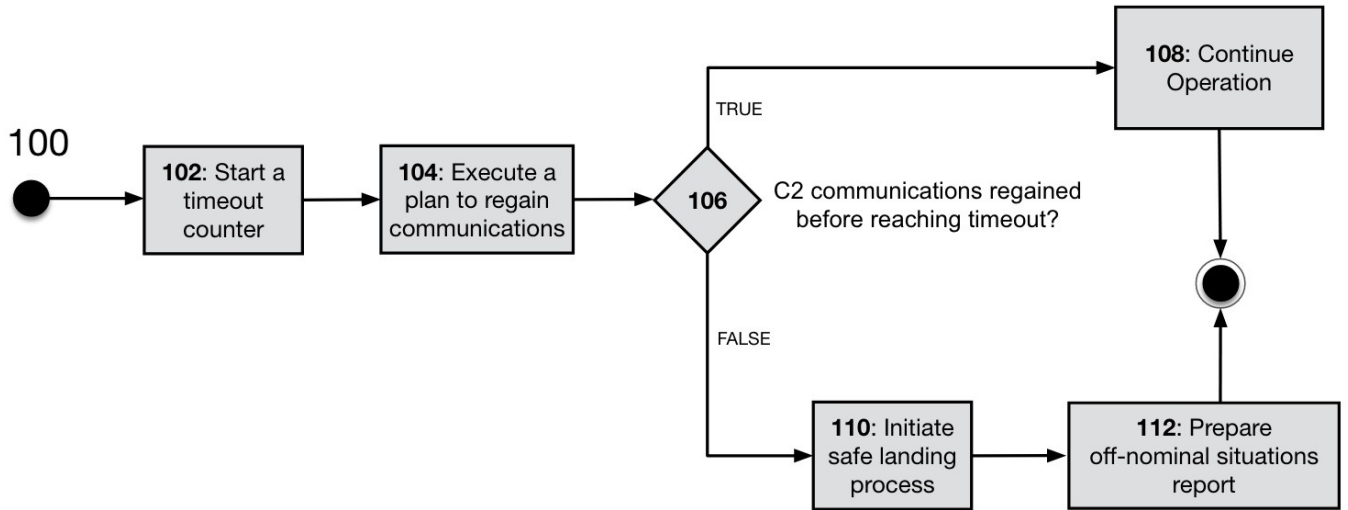 100
102: Start a
timeout
counter
104: Execute a
plan to regain
communications
106
C2 communications regained
before reaching timeout?
TRUE
108: Continue
Operation
FALSE
110: Initiate
safe landing
process
112: Prepare
off-nominal situations
report